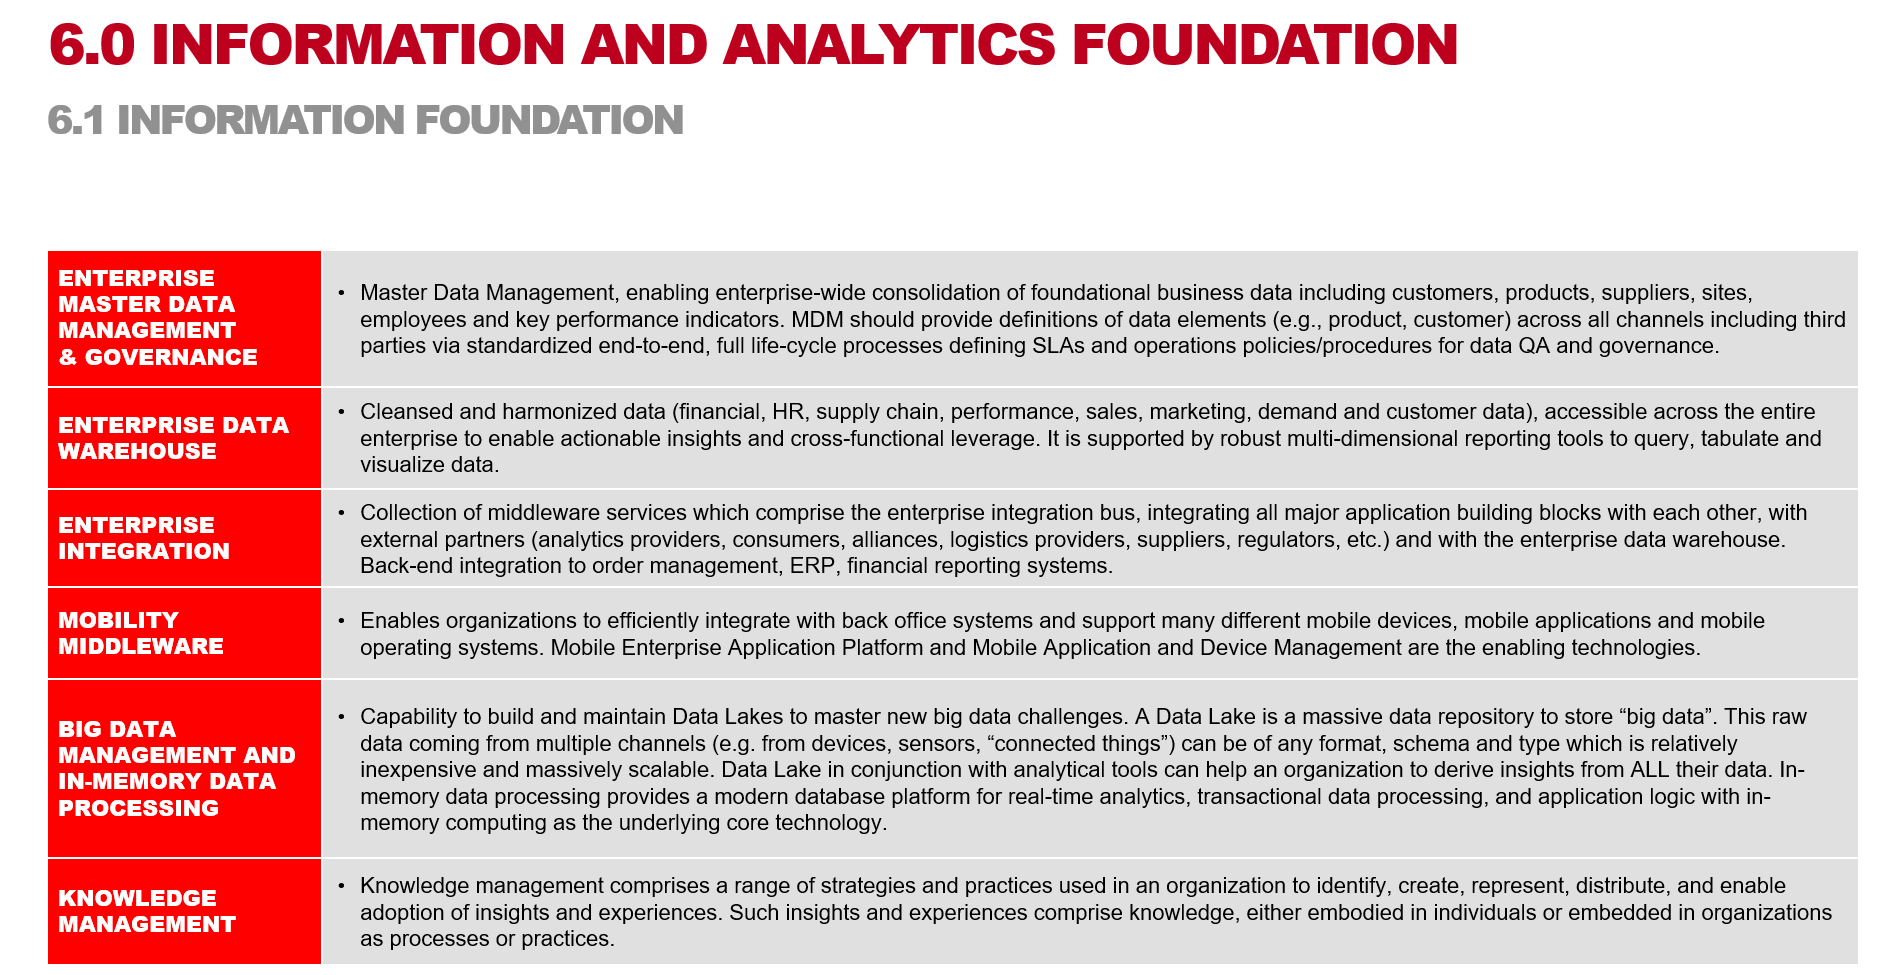 6.0 INFORMATION AND ANALYTICS FOUNDATION
6.1 INFORMATION FOUNDATION
ENTERPRISE
MASTER DATA
MANAGEMENT
& GOVERNANCE
• Master Data Management, enabling enterprise-wide consolidation of foundational business data including customers, products, suppliers, sites,
employees and key performance indicators. MDM should provide definitions of data elements (e.g., product, customer) across all channels including third
parties via standardized end-to-end, full life-cycle processes defining SLAs and operations policies/procedures for data QA and governance.
ENTERPRISE DATA
WAREHOUSE
• Cleansed and harmonized data (financial, HR, supply chain, performance, sales, marketing, demand and customer data), accessible across the entire
enterprise to enable actionable insights and cross-functional leverage. It is supported by robust multi-dimensional reporting tools to query, tabulate and
visualize data.
ENTERPRISE
INTEGRATION
• Collection of middleware services which comprise the enterprise integration bus, integrating all major application building blocks with each other, with
external partners (analytics providers, consumers, alliances, logistics providers, suppliers, regulators, etc.) and with the enterprise data warehouse.
Back-end integration to order management, ERP, financial reporting systems.
MOBILITY
MIDDLEWARE
• Enables organizations to efficiently integrate with back office systems and support many different mobile devices, mobile applications and mobile
operating systems. Mobile Enterprise Application Platform and Mobile Application and Device Management are the enabling technologies.
BIG DATA
MANAGEMENT AND
IN-MEMORY DATA
PROCESSING
• Capability to build and maintain Data Lakes to master new big data challenges. A Data Lake is a massive data repository to store “big data”. This raw
data coming from multiple channels (e.g. from devices, sensors, “connected things”) can be of any format, schema and type which is relatively
inexpensive and massively scalable. Data Lake in conjunction with analytical tools can help an organization to derive insights from ALL their data. In-
memory data processing provides a modern database platform for real-time analytics, transactional data processing, and application logic with in-
memory computing as the underlying core technology.
KNOWLEDGE
MANAGEMENT
• Knowledge management comprises a range of strategies and practices used in an organization to identify, create, represent, distribute, and enable
adoption of insights and experiences. Such insights and experiences comprise knowledge, either embodied in individuals or embedded in organizations
as processes or practices.